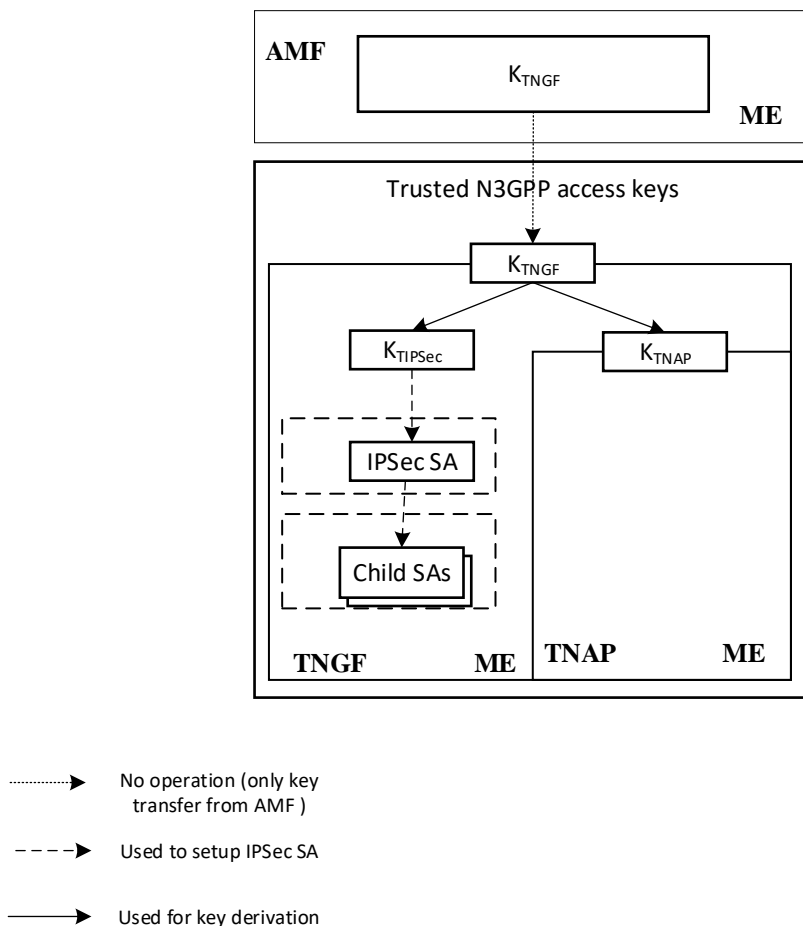 AMF
KTNGF
ME
Trusted N3GPP access keys
KTNGF
KTIPSec
KTNAP
IPSec SA
Child SAs
TNGF
ME
TNAP
ME
No operation (only key
transfer from AMF )
Used to setup IPSec SA
Used for key derivation